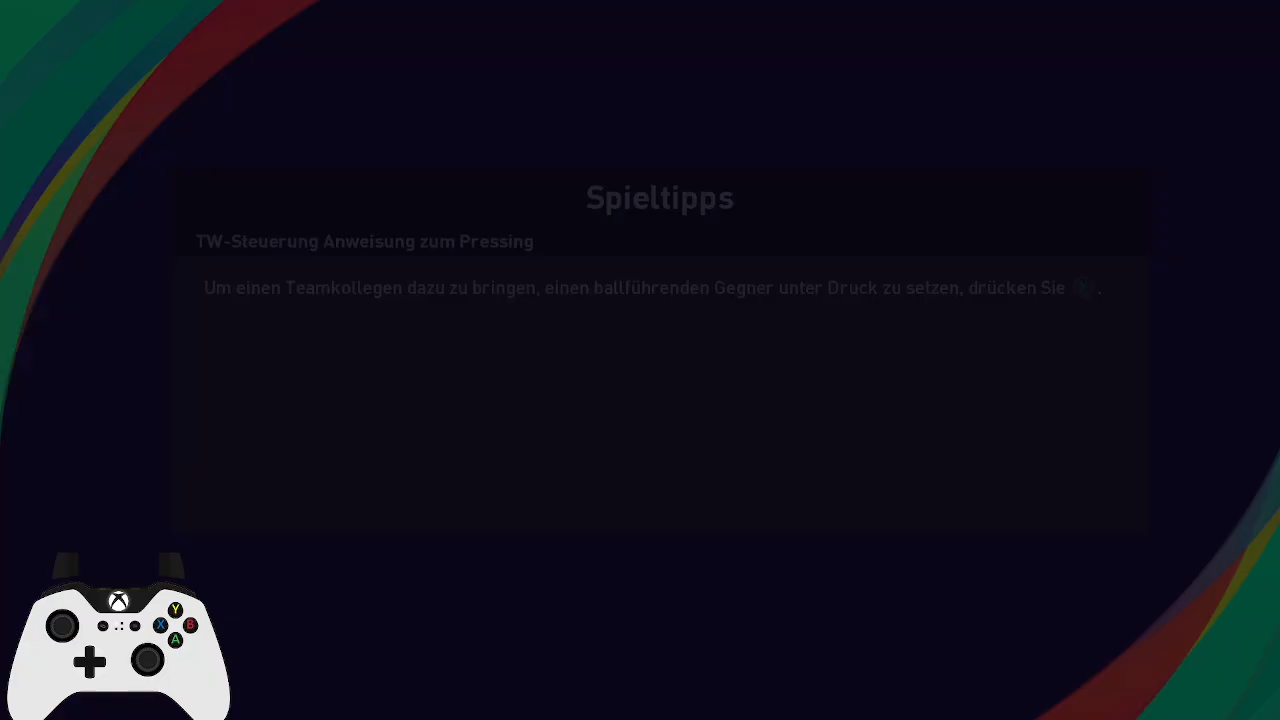 Spieltipps
TW-Steuerung Anweisung zum Pressing
Um einen Teamkollegen dazu zu bringen, einen ballführenden Gegner unter Druck zu setzen, drücken Sie X.
Y
X B
A